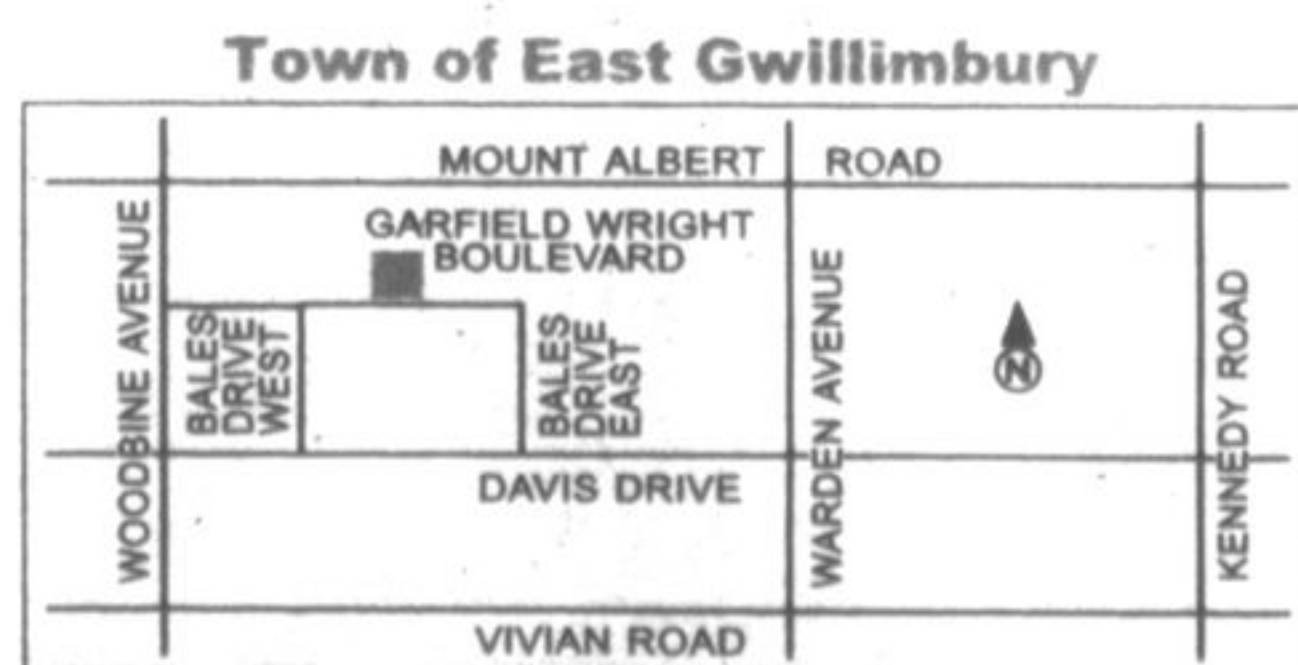 Town of East Gwillimbury
MOUNT ALBERT ROAD
GARFIELD WRIGHT
BOULEVARD
WOODBINE AVENUE
BALES
DRIVE
WEST
BALES
DRIVE
EAST
WARDEN AVENUE
N
KENNEDY ROAD
DAVIS DRIVE
VIVIAN ROAD